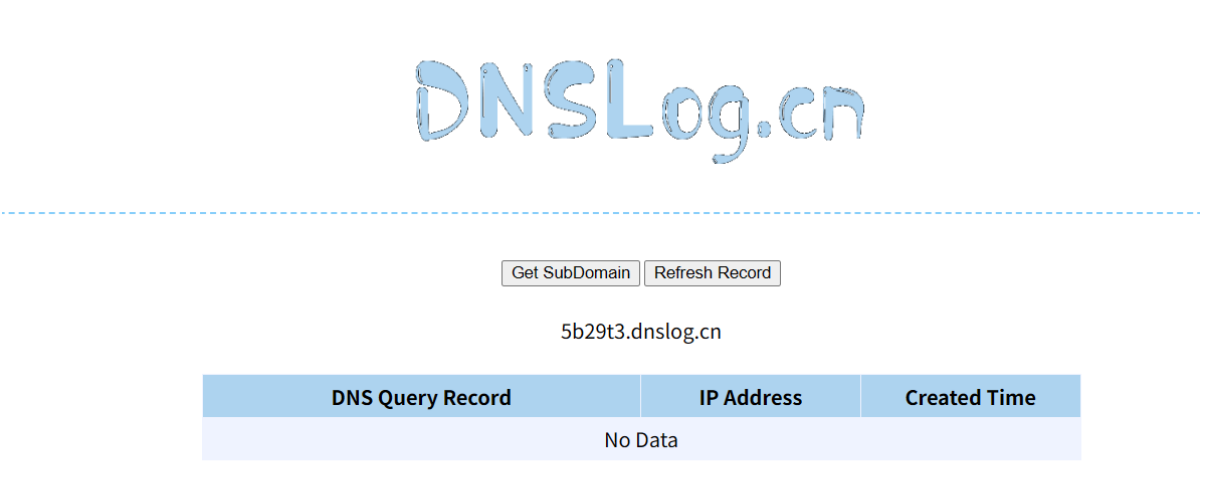 DNSLog.cn
Get SubDomain Refresh Record
5b29t3.dnslog.cn
DNS Query Record IP Address Created Time
No Data